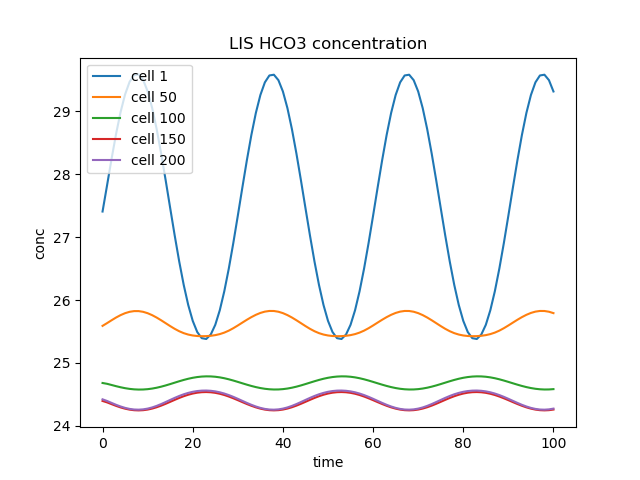 LIS HCO3 concentration
cell 1
cell 50
cell 100
cell 150
cell 200
conc
29
28
27
26
25
24
0 20 40 60 80 100
time